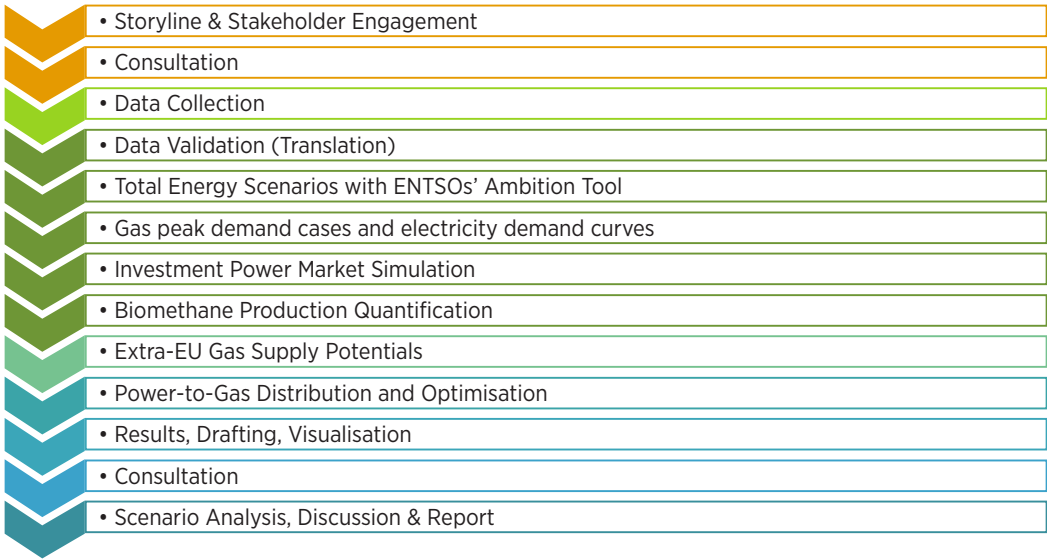 • Storyline & Stakeholder Engagement
• Consultation
• Data Collection
• Data Validation (Translation)
• Total Energy Scenarios with ENTSOs’ Ambition Tool
• Gas peak demand cases and electricity demand curves
• Investment Power Market Simulation
• Biomethane Production Quantification
• Extra-EU Gas Supply Potentials
• Power-to-Gas Distribution and Optimisation
• Results, Drafting, Visualisation
• Consultation
• Scenario Analysis, Discussion & Report